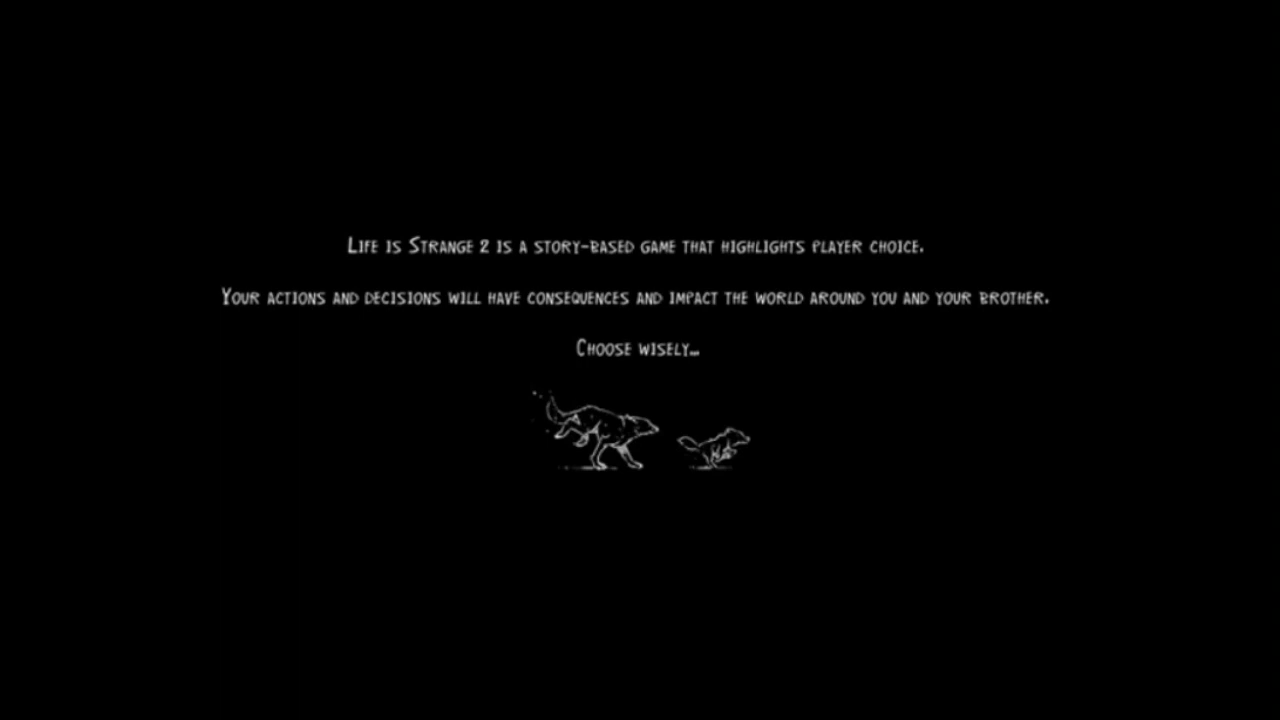 Life is Strange 2 is a story-based game that highlights player choice.
Your actions and decisions will have consequences and impact the world around you and your brother.
Choose wisely...